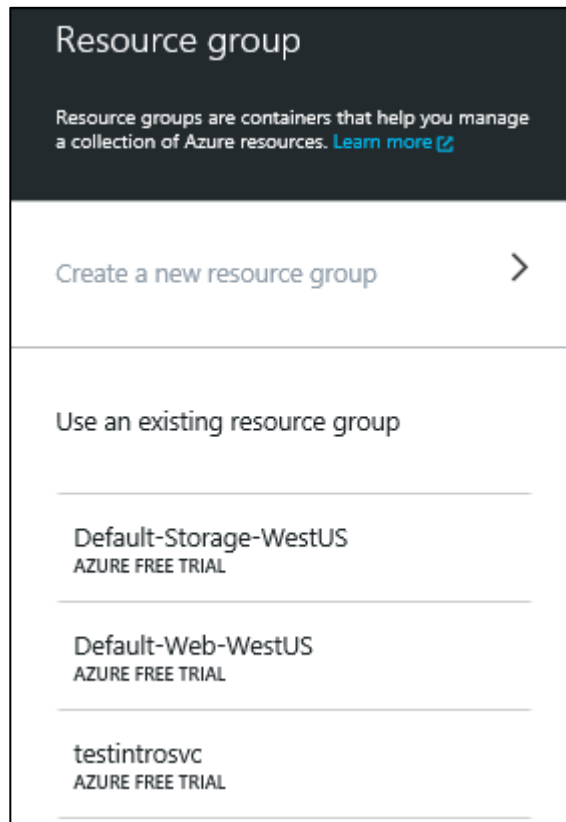 Resource group
Resource groups are containers that help you manage
a collection of Azure resources. Learn more
Create a new resource group
Use an existing resource group
Default-Storage-WestUS
AZURE FREE TRIAL
Default-Web-WestUS
AZURE FREE TRIAL
testintrosvc
AZURE FREE TRIAL